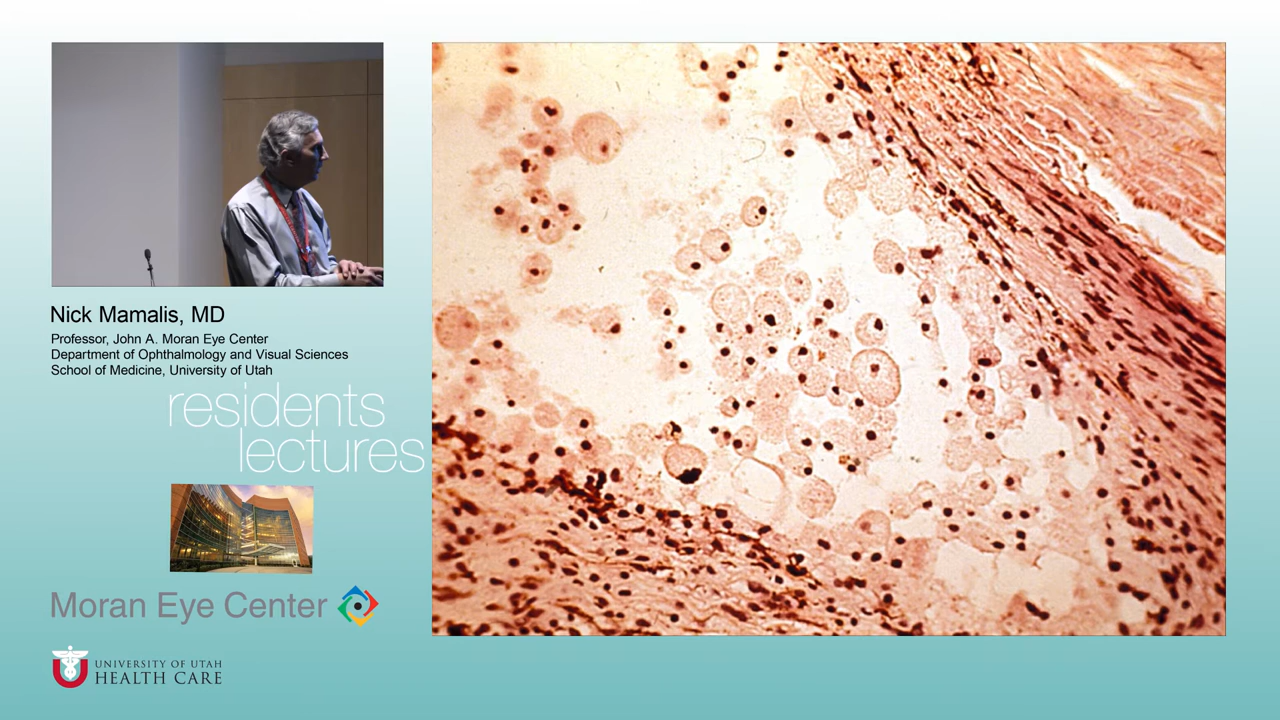 Nick Mamalis, MD
Professor, John A. Moran Eye Center
Department of Ophthalmology and Visual Sciences
School of Medicine, University of Utah
residents
lectures
Moran Eye Center
UNIVERSITY OF UTAH
HEALTH CARE